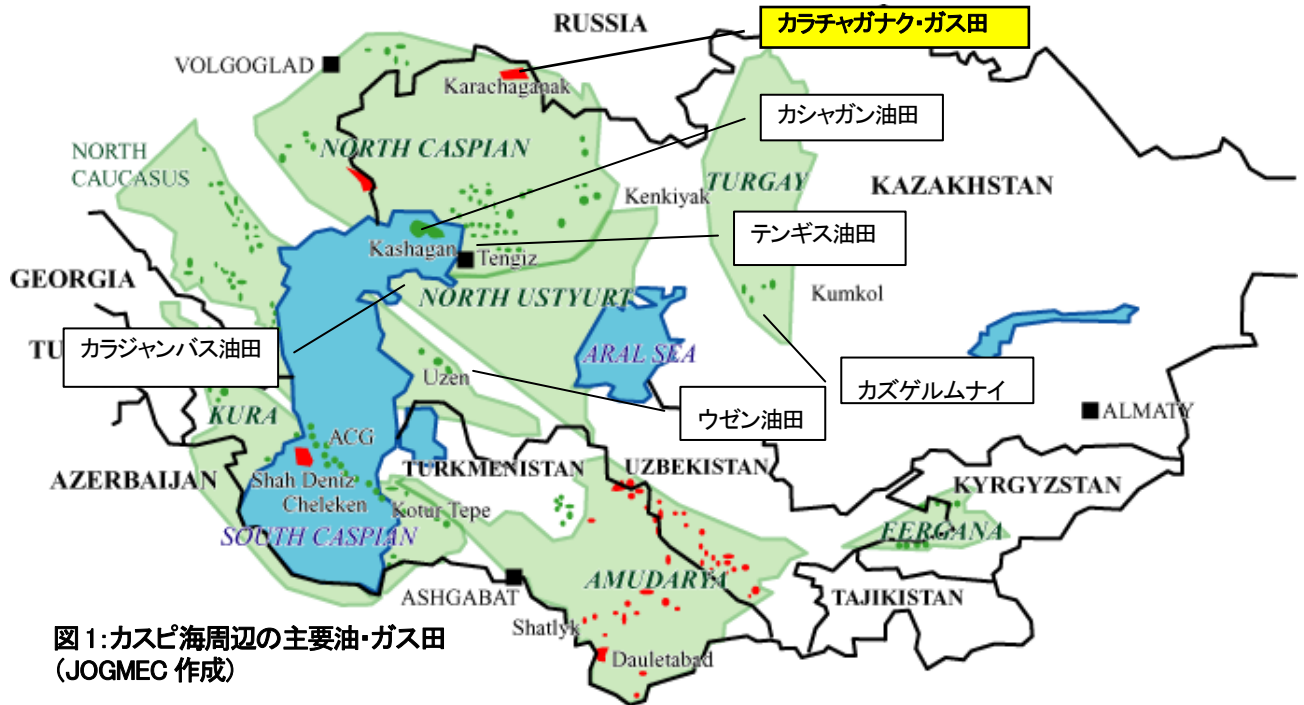 RUSSIA
カラチャガナク・ガス田
VOLGOGLAD
Karachaganak
カシャガン油田
NORTH CASPIAN
NORTH
CAUCASUS
TURGAY
KAZAKHSTAN
Kenkiyak
テンギス油田
Kashagan
Tengiz
GEORGIA
NORTH USTYURT
Kumkol
TU
カラジャンバス油田
ARAL SEA
Uzen
カズゲルムナイ
ウゼン油田
ALMATY
KURA
ACG
AZERBAIJAN
Shah Deniz
Cheleken
TURKMENISTAN
UZBEKISTAN
KYRGYZSTAN
Kotur Tepe
SOUTH CASPIAN
FERGANA
AMUDARYA
ASHGABAT
TAJIKISTAN
Shatlyk
Dauletabad
図1:カスピ海周辺の主要油・ガス田
(JOGMEC 作成)